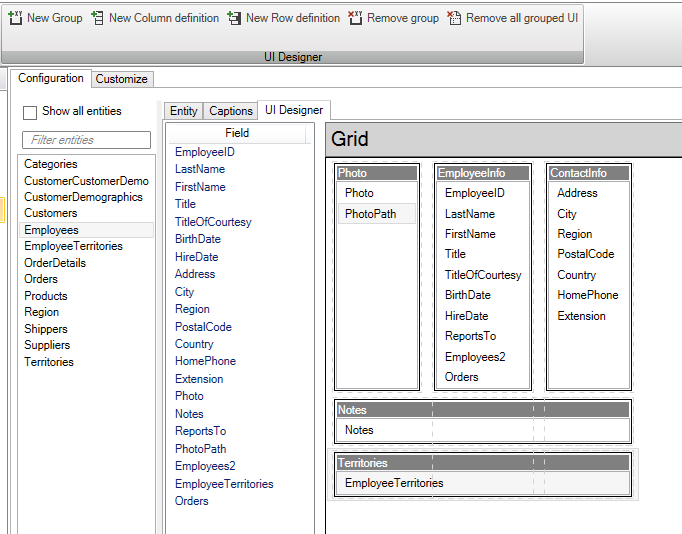 New Group New Column definition New Row definition Remove group Remove all grouped UI
UI Designer
Configuration Customize
Show all entities
Filter entities
Categories
CustomerCustomerDemo
CustomerDemographics
Customers
Employees
EmployeeTerritories
OrderDetails
Orders
Products
Region
Shippers
Suppliers
Territories
Entity Captions UI Designer
Field
EmployeeID
LastName
FirstName
Title
TitleOfCourtesy
BirthDate
HireDate
Address
City
Region
PostalCode
Country
HomePhone
Extension
Photo
Notes
ReportsTo
PhotoPath
Employees2
EmployeeTerritories
Orders
Grid
Photo
Photo
PhotoPath
EmployeeInfo
EmployeeID
LastName
FirstName
Title
TitleOfCourtesy
BirthDate
HireDate
ReportsTo
Employees2
Orders
ContactInfo
Address
City
Region
PostalCode
Country
HomePhone
Extension
Notes
Notes
Territories
EmployeeTerritories